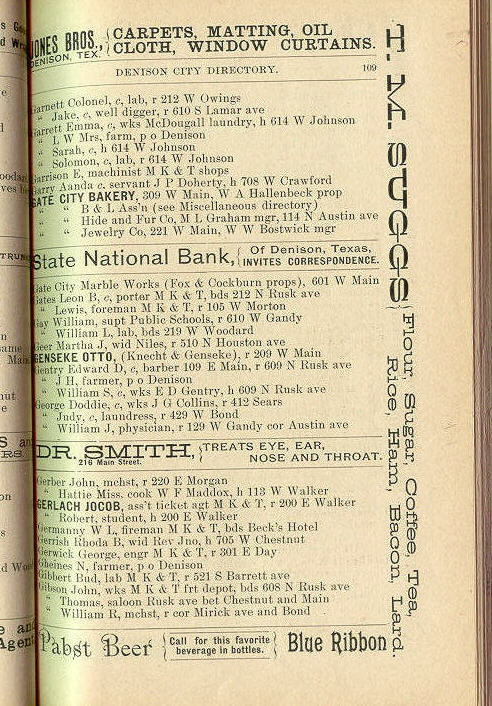 JONES BROS., DENISON, TEX. { CARPETS, MATTING, OIL CLOTH, WINDOW CURTAINS.
DENISON CITY DIRECTORY. 109
Garnett Colonel, c, lab, r 212 W Owings
" Jake, c, well digger, r 610 S Lamar ave
Garrett Emma, c, wks McDougall laundry, h 614 W Johnson
" L W Mrs, farm, p o Denison
" Sarah, c, h 614 W Johnson
" Solomon, c, lab, r 614 W Johnson
Garrison E, machinist M K & T shops
Garry Aanda c. servant J P Doherty, h 708 W Crawford
GATE CITY BAKERY, 309 W Main, W A Hallenbeck prop
" " B & L Ass'n (see Miscellaneous directory)
" " Hide and Fur Co, M L Graham mgr, 114 N Austin ave
" " Jewelry Co, 221 W Main, W W Bostwick mgr
State National Bank, { Of Denison, Texas, INVITES CORRESPONDENCE.
Gate City Marble Works (Fox & Cockburn props), 601 W Main
Gates Leon B, c, porter M K & T, bds 212 N Rusk ave
" Lewis, foreman M K & T, r 105 W Morton
Gay William, supt Public Schools, r 610 W Gandy
" William L, lab, bds 219 W Woodard
Geer Martha J, wid Niles, r 510 N Houston ave
GENSEKE OTTO, (Knecht & Genseke), r 209 W Main
Gentry Edward D, c, barber 109 E Main, r 609 N Rusk ave
" J H, farmer, p o Denison
" William S, c, wks E D Gentry, h 609 N Rusk ave
George Doddie, c, wks J G Collins, r 412 Sears
" Judy, c, laundress, r 429 W Bond
" William J, physician, r 129 W Gandy cor Austin ave
DR. SMITH, 216 Main Street. } TREATS EYE, EAR, NOSE AND THROAT.
Gerber John, mchst, r 220 E Morgan
" Hattie Miss. cook W F Maddox, h 113 W Walker
GERLACH JOCOB, ass't ticket agt M K & T, r 200 E Walker
" Robert, student, h 200 E Walker
Germanny W L, fireman M K & T, bds Beck's Hotel
Gerrish Rhoda B, wid Rev Jno, h 705 W Chestnut
Gerwick George, engr M K & T, r 301 E Day
Gheines N, farmer, p o Denison
Gibbert Bud, lab M K & T, r 521 S Barrett ave
Gibson John, wks M K & T frt depot, bds 608 N Rusk ave
" Thomas, saloon Rusk ave bet Chestnut and Main
" William R, mchst, r cor Mirick ave and Bond
Pabst Beer { Call for this favorite beverage in bottles. } Blue Ribbon
T. M. SUGGS { Flour, Sugar, Coffee, Tea, Rice, Ham, Bacon, Lard.